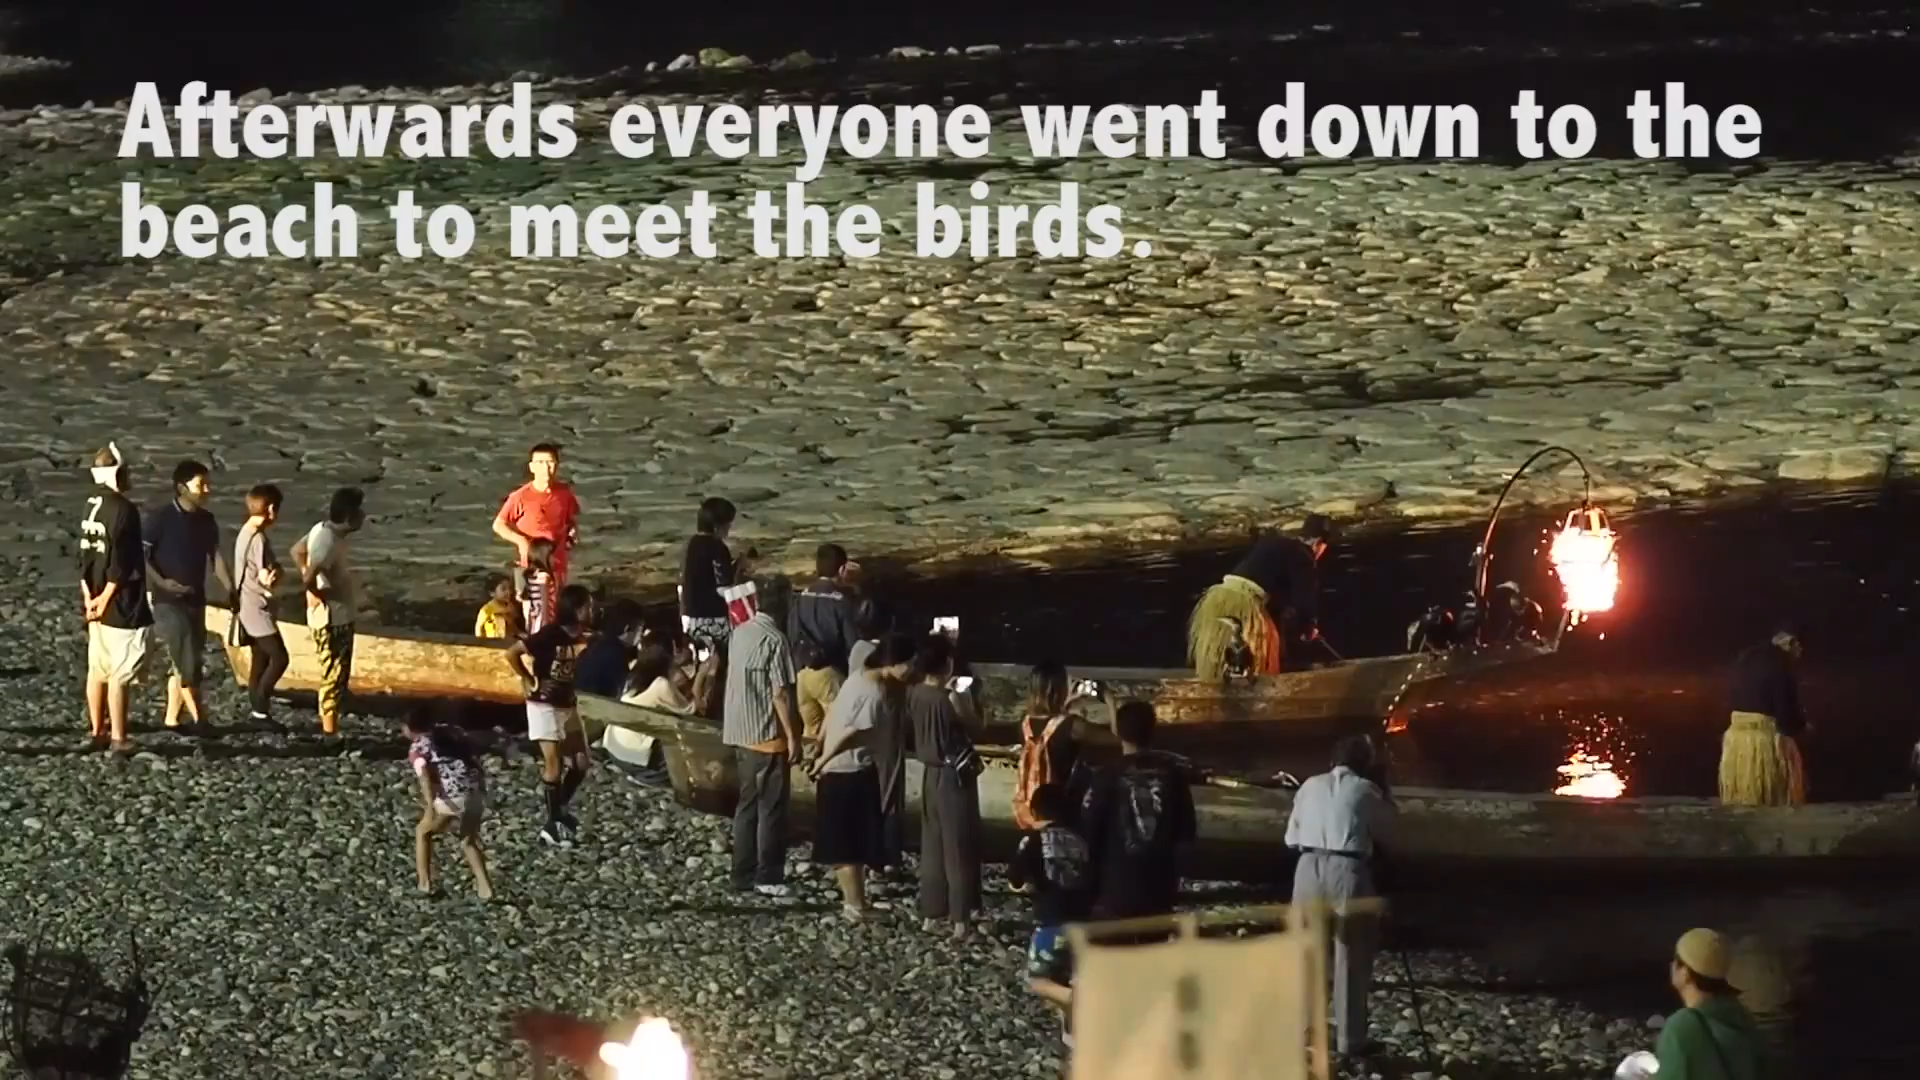 Afterwards everyone went down to the
beach to meet the birds.